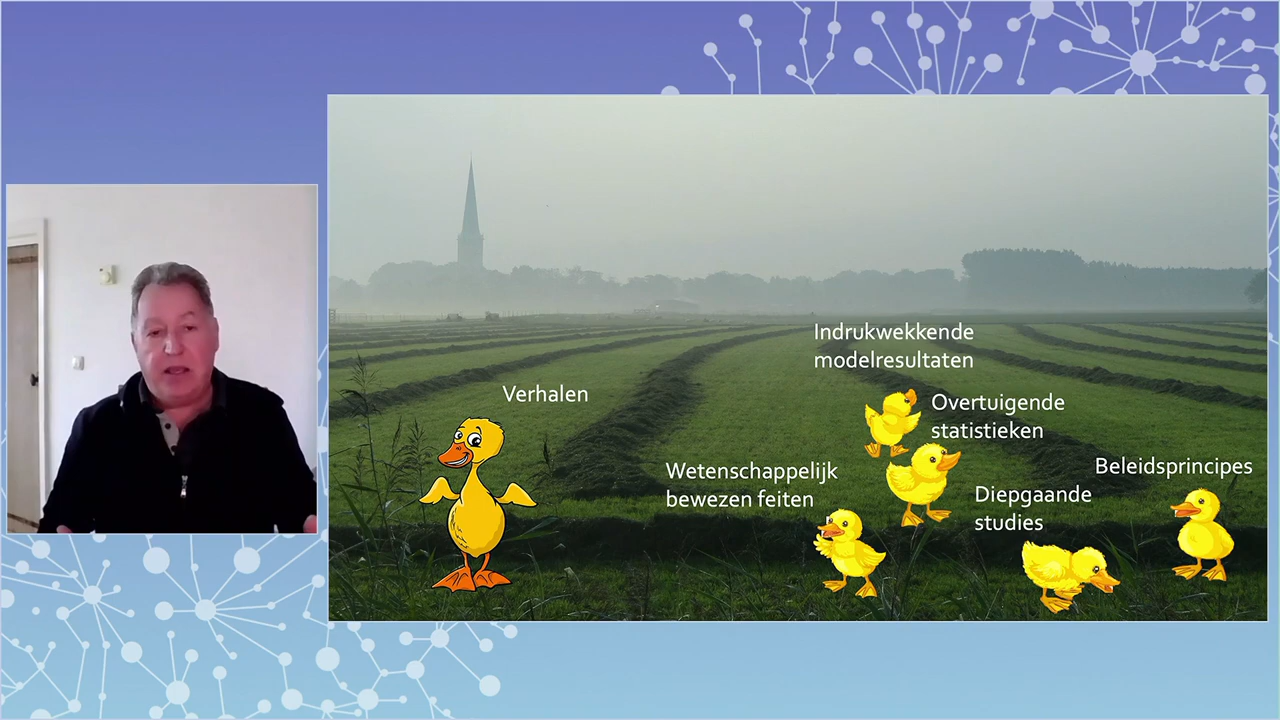 Indrukwekkende
modelresultaten
Verhalen
Overtuigende
statistieken
Wetenschappelijk
bewezen feiten
Beleidsprincipes
Diepgaande
studies